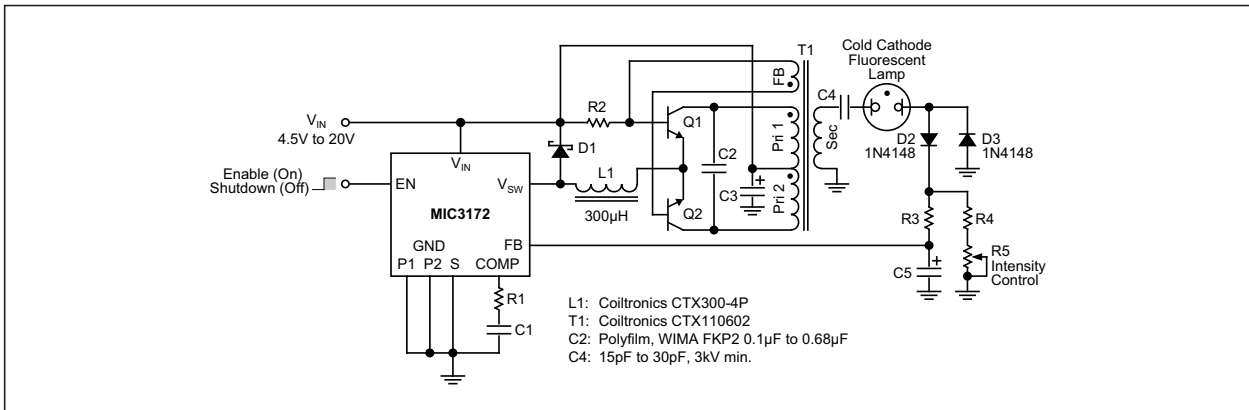 Cold Cathode
Fluorescent
Lamp
T1
FB
C4
R2
Q1
Pri 1
Sec
D2
1N4148
D3
1N4148
VIN
4.5V to 20V
D1
C2
VIN
L1
Enable (On)
Shutdown (Off)
EN
VSW
C3
Pri 2
MIC3172
300µH
Q2
R3
R4
GND
FB
P1 P2 S COMP
R5
Intensity
Control
C5
R1
C1
L1: Coiltronics CTX300-4P
T1: Coiltronics CTX110602
C2: Polyfilm, WIMA FKP2 0.1µF to 0.68µF
C4: 15pF to 30pF, 3kV min.